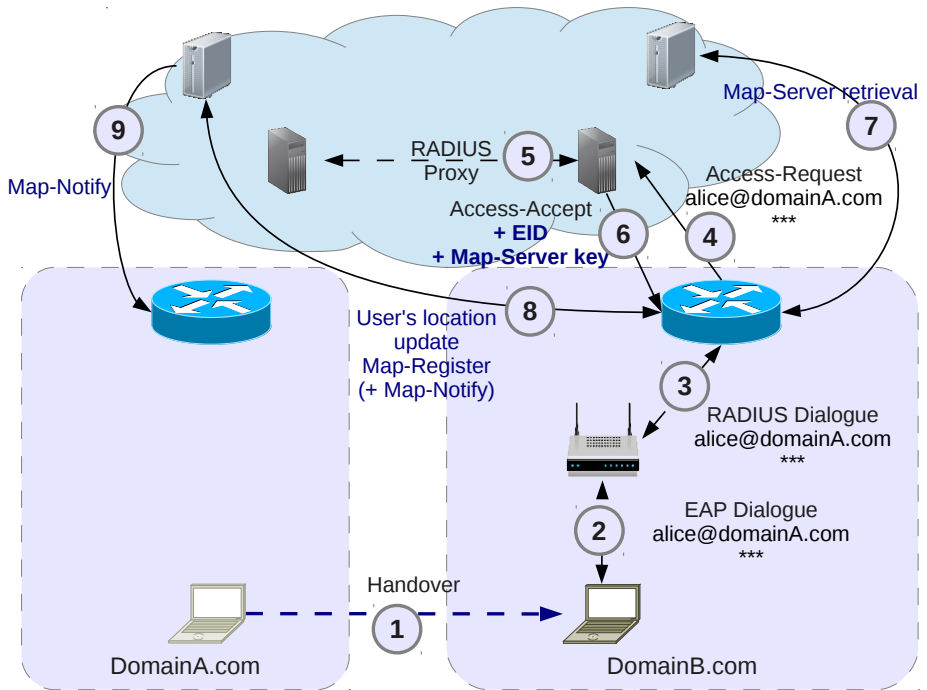 Map-Server retrieval
9
7
RADIUS
Proxy
5
Map-Notify
Access-Request
alice@domainA.com
***
Access-Accept
+ EID
+ Map-Server key
6
4
8
User's location
update
Map-Register
(+ Map-Notify)
3
RADIUS Dialogue
alice@domainA.com
***
2
EAP Dialogue
alice@domainA.com
***
Handover
1
DomainA.com
DomainB.com